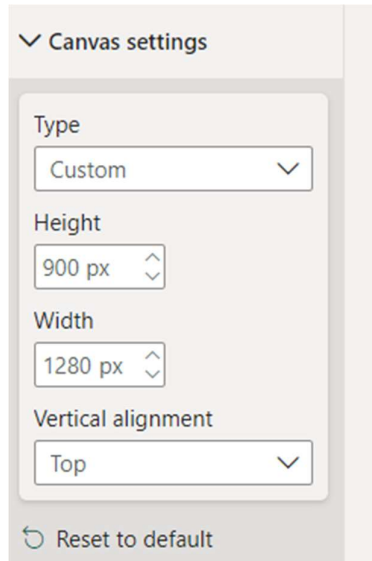 Canvas settings
Type
Custom
Height
900 px
Width
1280 px
Vertical alignment
Top
Reset to default